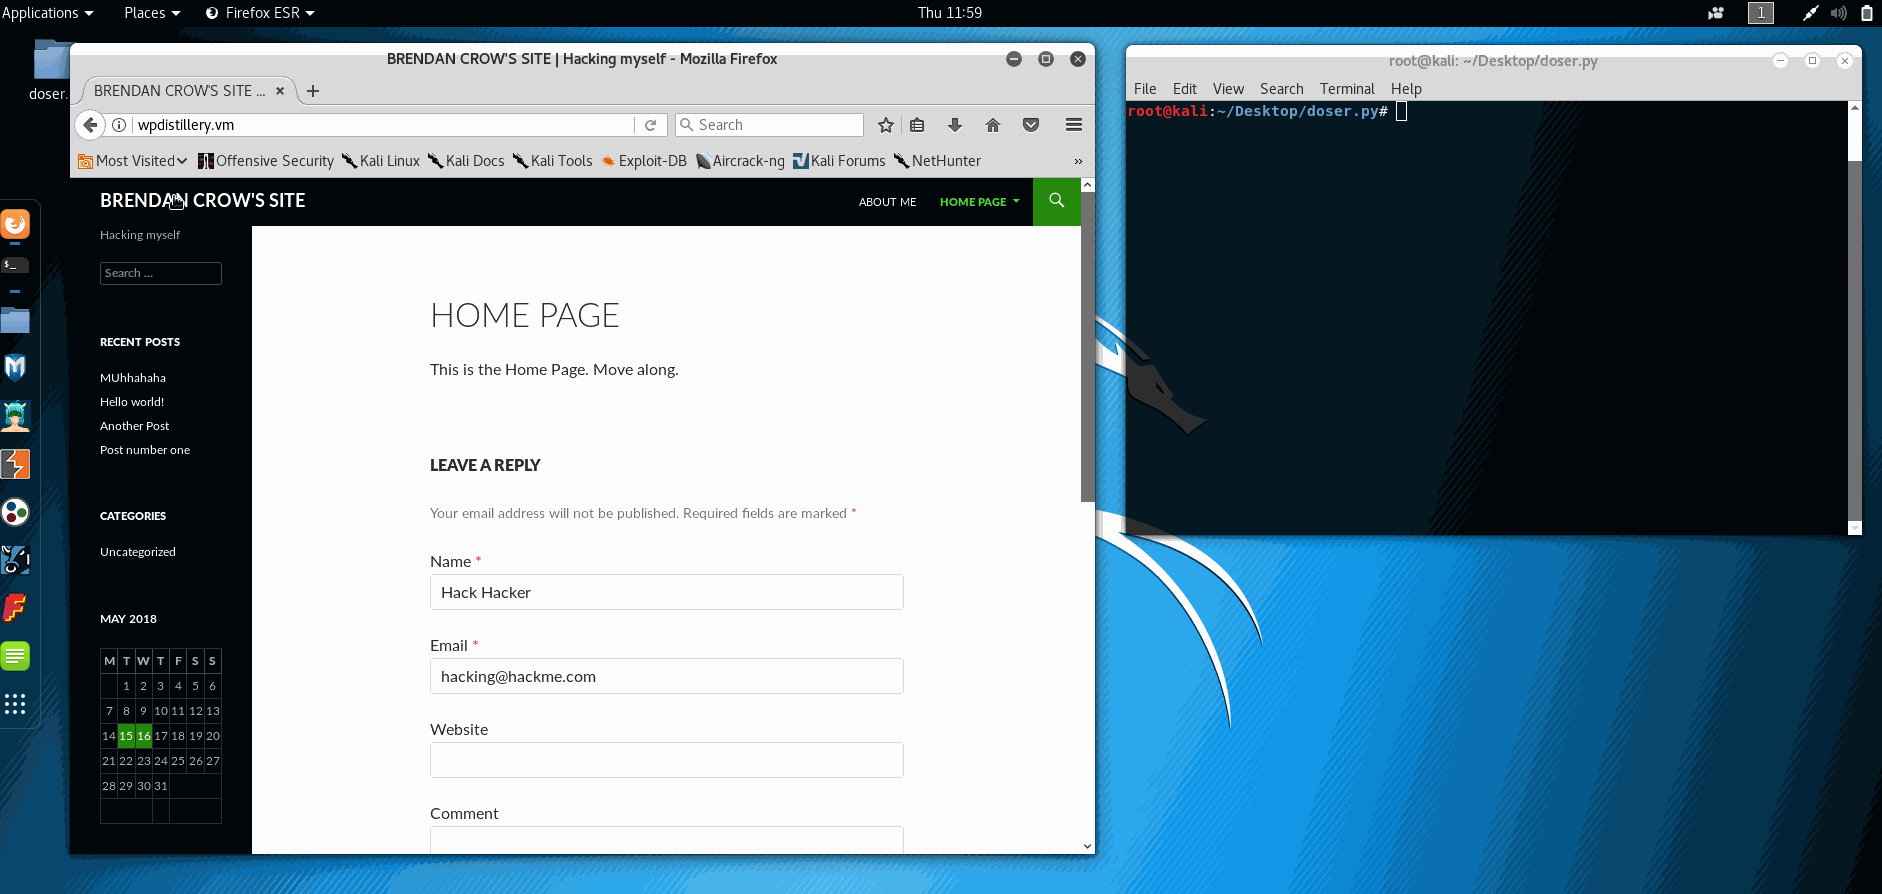 Applications Places Firefox ESR Thu 11:59 1
doser.
BRENDAN CROW'S SITE | Hacking myself - Mozilla Firefox
BRENDAN CROW'S SITE ...
wpdistillery.vm Search
Most Visited Offensive Security Kali Linux Kali Docs Kali Tools Exploit-DB Aircrack-ng Kali Forums NetHunter »
BRENDAN CROW'S SITE ABOUT ME HOME PAGE
Hacking myself
Search ...
RECENT POSTS
MUhhahaha
Hello world!
Another Post
Post number one
CATEGORIES
Uncategorized
MAY 2018
M T W T F S S
1 2 3 4 5 6
7 8 9 10 11 12 13
14 15 16 17 18 19 20
21 22 23 24 25 26 27
28 29 30 31
HOME PAGE
This is the Home Page. Move along.
LEAVE A REPLY
Your email address will not be published. Required fields are marked *
Name *
Hack Hacker
Email *
hacking@hackme.com
Website
Comment
root@kali: ~/Desktop/doser.py
File Edit View Search Terminal Help
root@kali:~/Desktop/doser.py#
$_